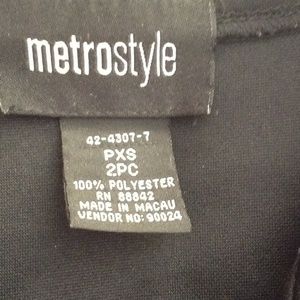 metrostyle
42-4307-7
PXS
2PC
100% POLYESTER
RN 88842
MADE IN MACAU
VENDOR NO: 90024